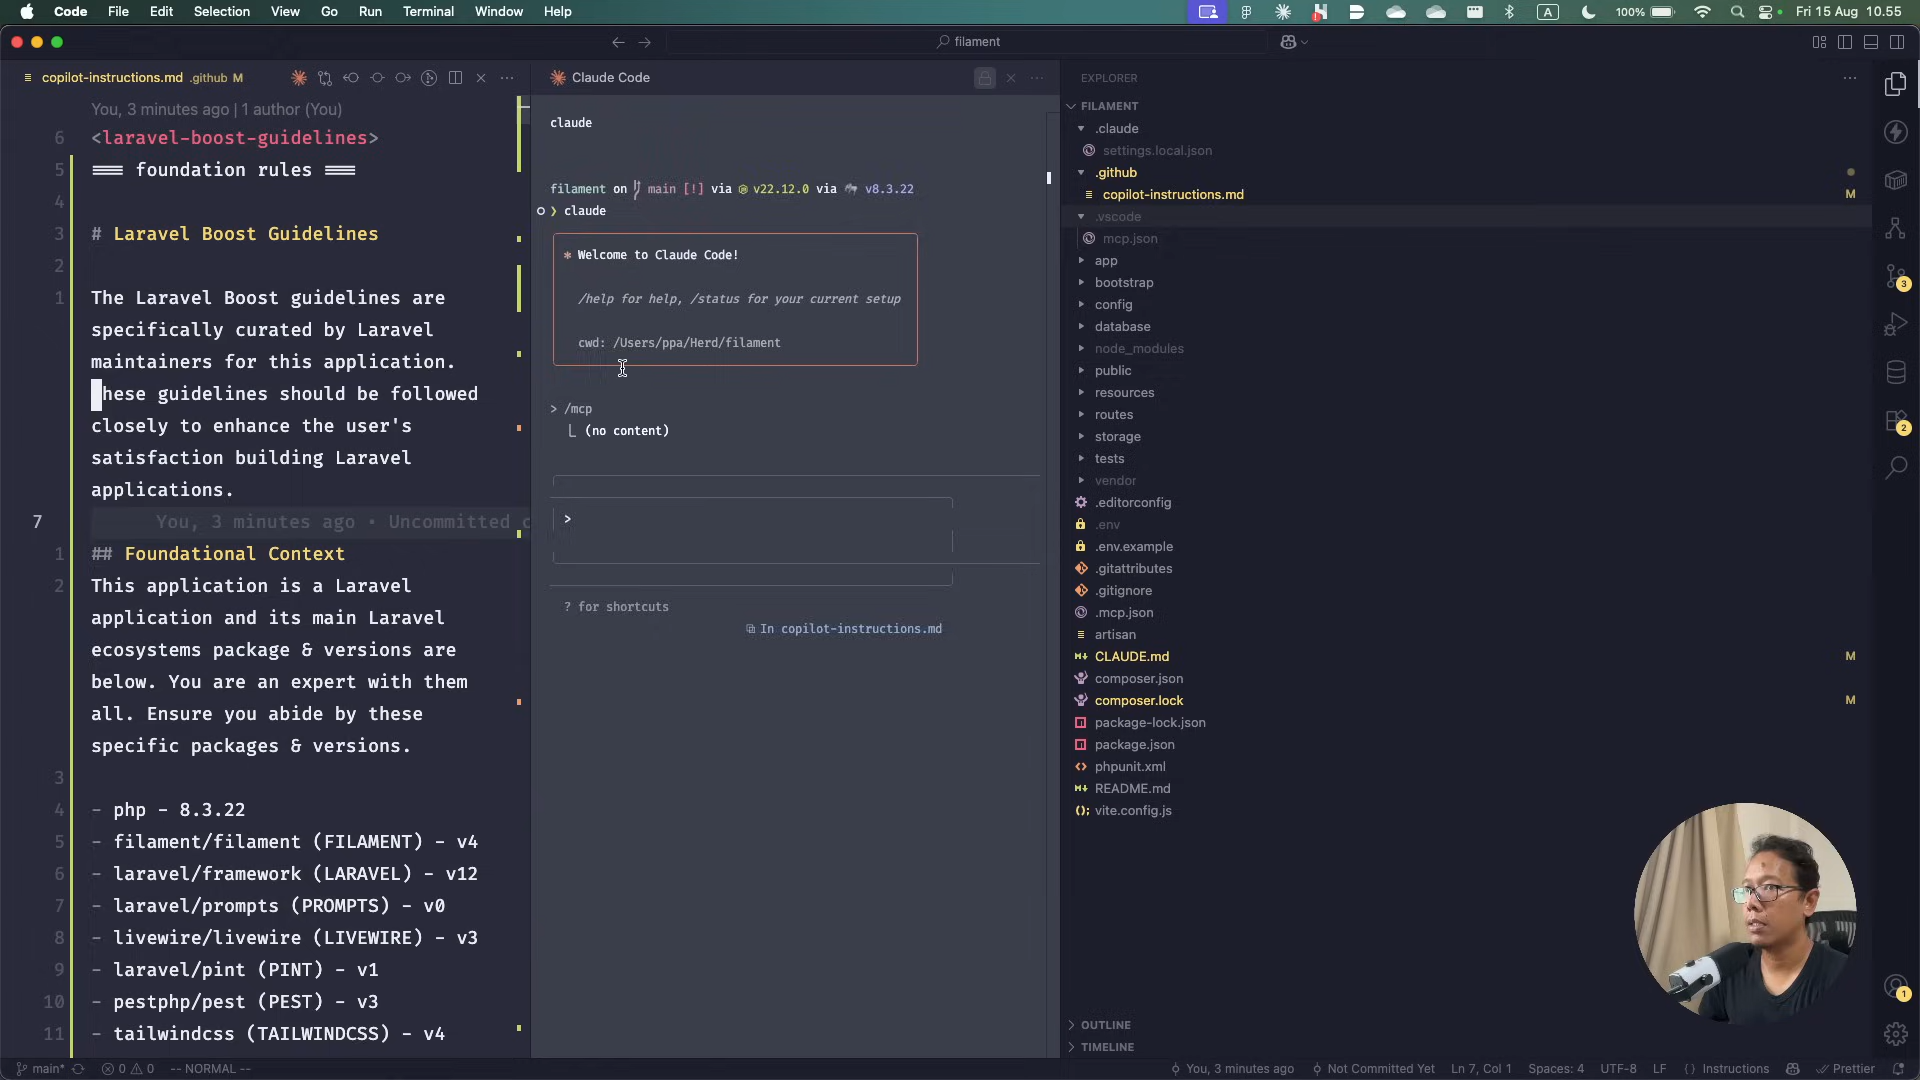 Code File Edit Selection View Go Run Terminal Window Help
A 100% Fri 15 Aug 10.55
filament
copilot-instructions.md .github M
You, 3 minutes ago | 1 author (You)
6 <laravel-boost-guidelines>
5 === foundation rules ===
4
3 # Laravel Boost Guidelines
2
1 The Laravel Boost guidelines are
specifically curated by Laravel
maintainers for this application.
hese guidelines should be followed
closely to enhance the user's
satisfaction building Laravel
applications.
7 You, 3 minutes ago • Uncommitted c
1 ## Foundational Context
2 This application is a Laravel
application and its main Laravel
ecosystems package & versions are
below. You are an expert with them
all. Ensure you abide by these
specific packages & versions.
3
4 - php - 8.3.22
5 - filament/filament (FILAMENT) - v4
6 - laravel/framework (LARAVEL) - v12
7 - laravel/prompts (PROMPTS) - v0
8 - livewire/livewire (LIVEWIRE) - v3
9 - laravel/pint (PINT) - v1
10 - pestphp/pest (PEST) - v3
11 - tailwindcss (TAILWINDCSS) - v4
Claude Code
claude
filament on main [!] via v22.12.0 via v8.3.22
❯ claude
* Welcome to Claude Code!
/help for help, /status for your current setup
cwd: /Users/ppa/Herd/filament
> /mcp
⎿ (no content)
>
? for shortcuts
In copilot-instructions.md
EXPLORER
FILAMENT
.claude
settings.local.json
.github
copilot-instructions.md M
.vscode
mcp.json
app
bootstrap
config
database
node_modules
public
resources
routes
storage
tests
vendor
.editorconfig
.env
.env.example
.gitattributes
.gitignore
.mcp.json
artisan
CLAUDE.md M
composer.json
composer.lock M
package-lock.json
package.json
phpunit.xml
README.md
vite.config.js
OUTLINE
TIMELINE
3
2
1
main* 0 0 -- NORMAL --
You, 3 minutes ago Not Committed Yet Ln 7, Col 1 Spaces: 4 UTF-8 LF Instructions Prettier